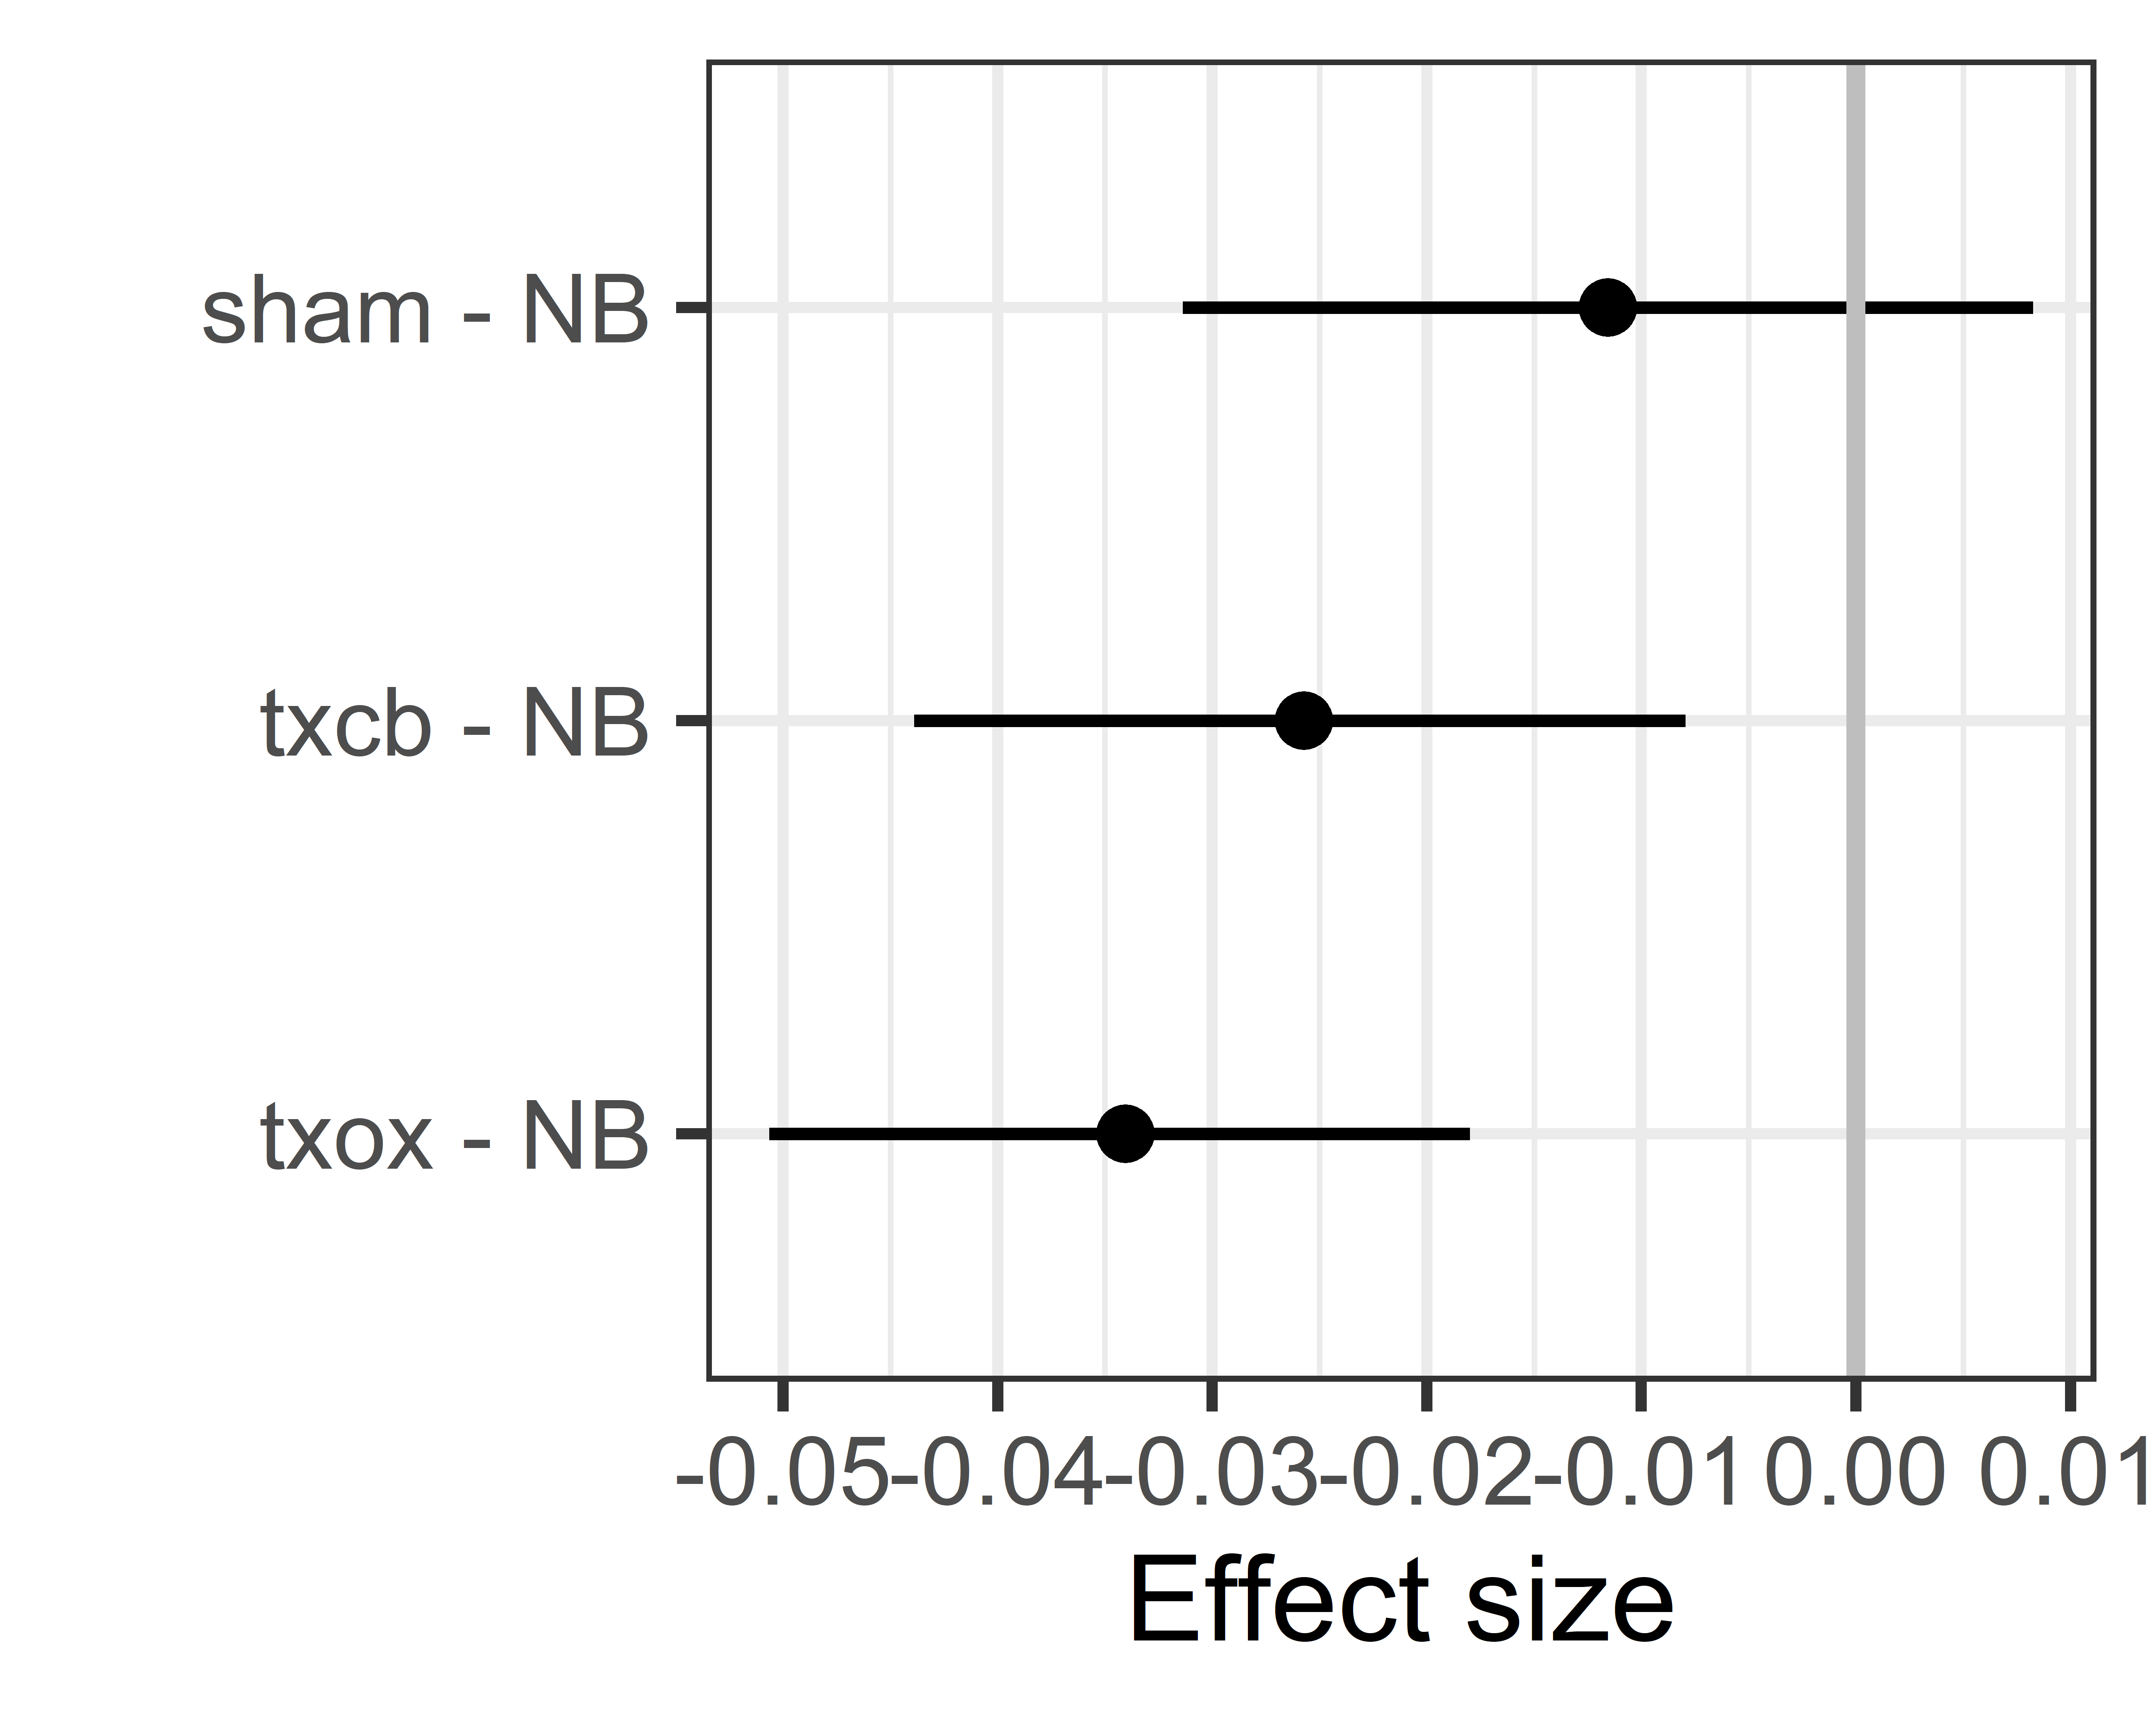 sham - NB
txcb - NB
txox - NB
-0.05 -0.04 -0.03 -0.02 -0.01 0.00 0.01
Effect size